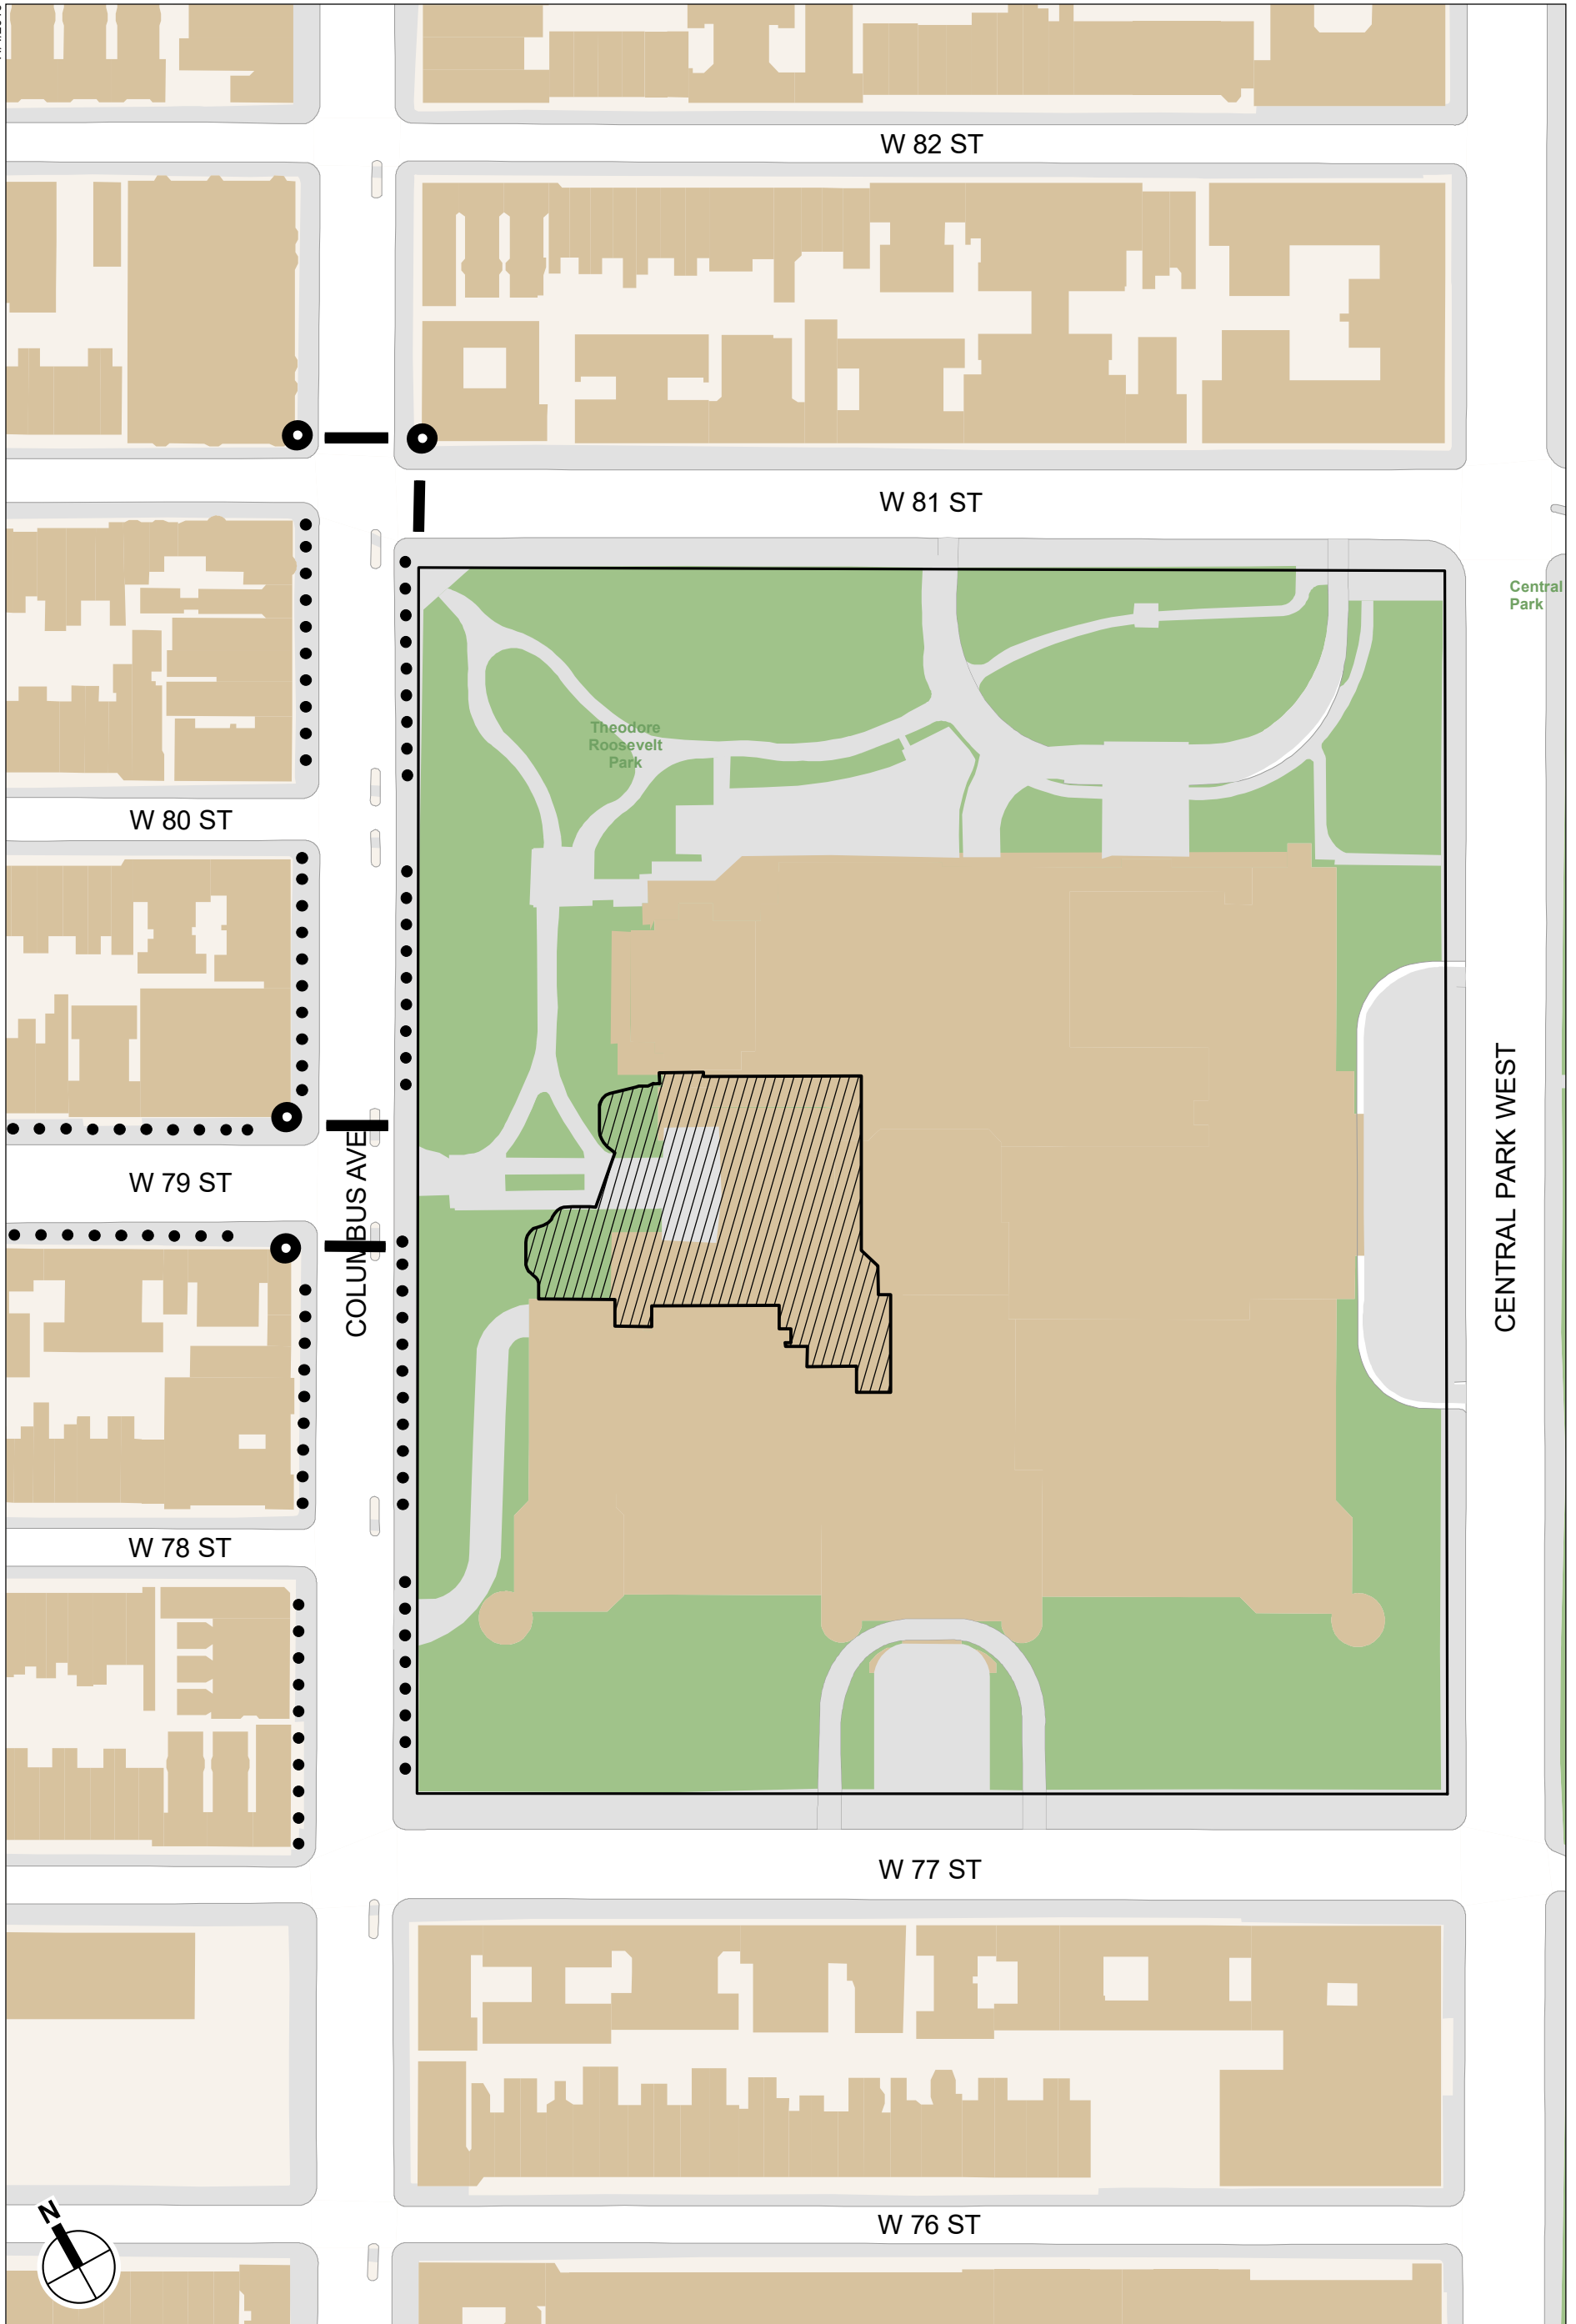 W 82 ST
W 81 ST
Central
Park
Theodore
Roosevelt
Park
W 80 ST
W 79 ST
COLUMBUS AVE
CENTRAL PARK WEST
W 78 ST
W 77 ST
W 76 ST
N